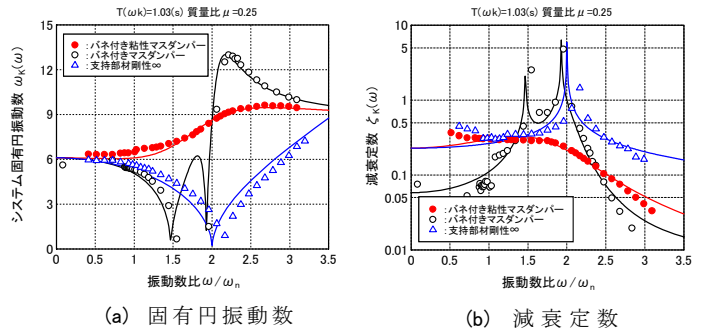 T(ωk)=1.03(s) 質量比μ=0.25
●:バネ付き粘性マスダンパー
○:バネ付きマスダンパー
△:支持部材剛性∞
システム固有円振動数 ωK(ω)
15
12
9
6
3
0
0 0.5 1 1.5 2 2.5 3 3.5
振動数比ω/ωn
(a) 固有円振動数
T(ωk)=1.03(s) 質量比μ=0.25
減衰定数 ζK(ω)
10
5
1
0.5
0.1
0.05
0.01
●:バネ付き粘性マスダンパー
○:バネ付きマスダンパー
△:支持部材剛性∞
0 0.5 1 1.5 2 2.5 3 3.5
振動数比ω/ωn
(b) 減衰定数